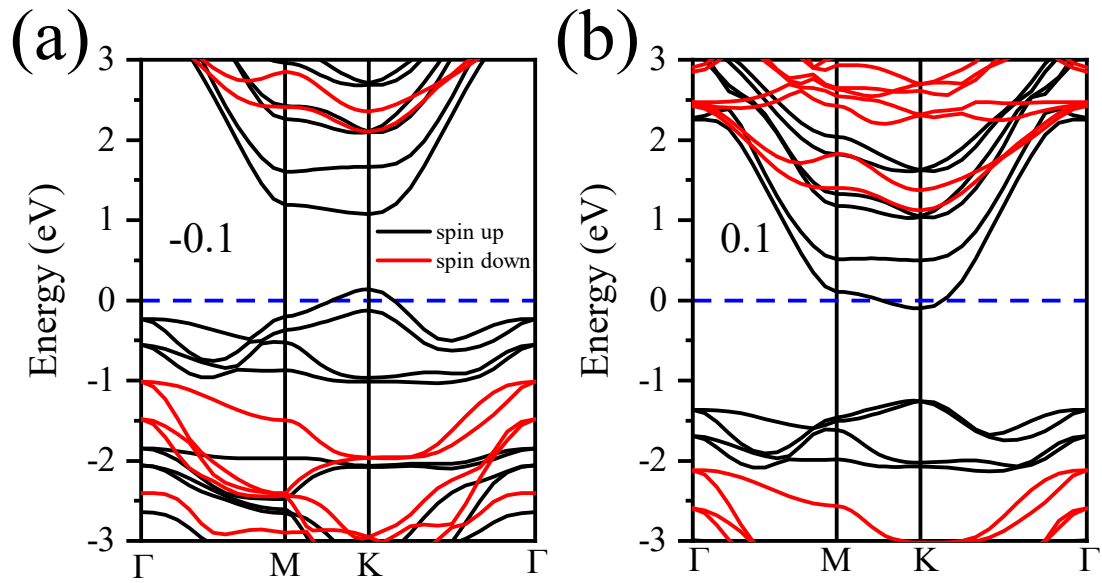 (a)
3
2
1
0
-1
-2
-3
Energy (eV)
-0.1
spin up
spin down
Γ M K Γ
(b)
3
2
1
0
-1
-2
-3
Energy (eV)
0.1
Γ M K Γ